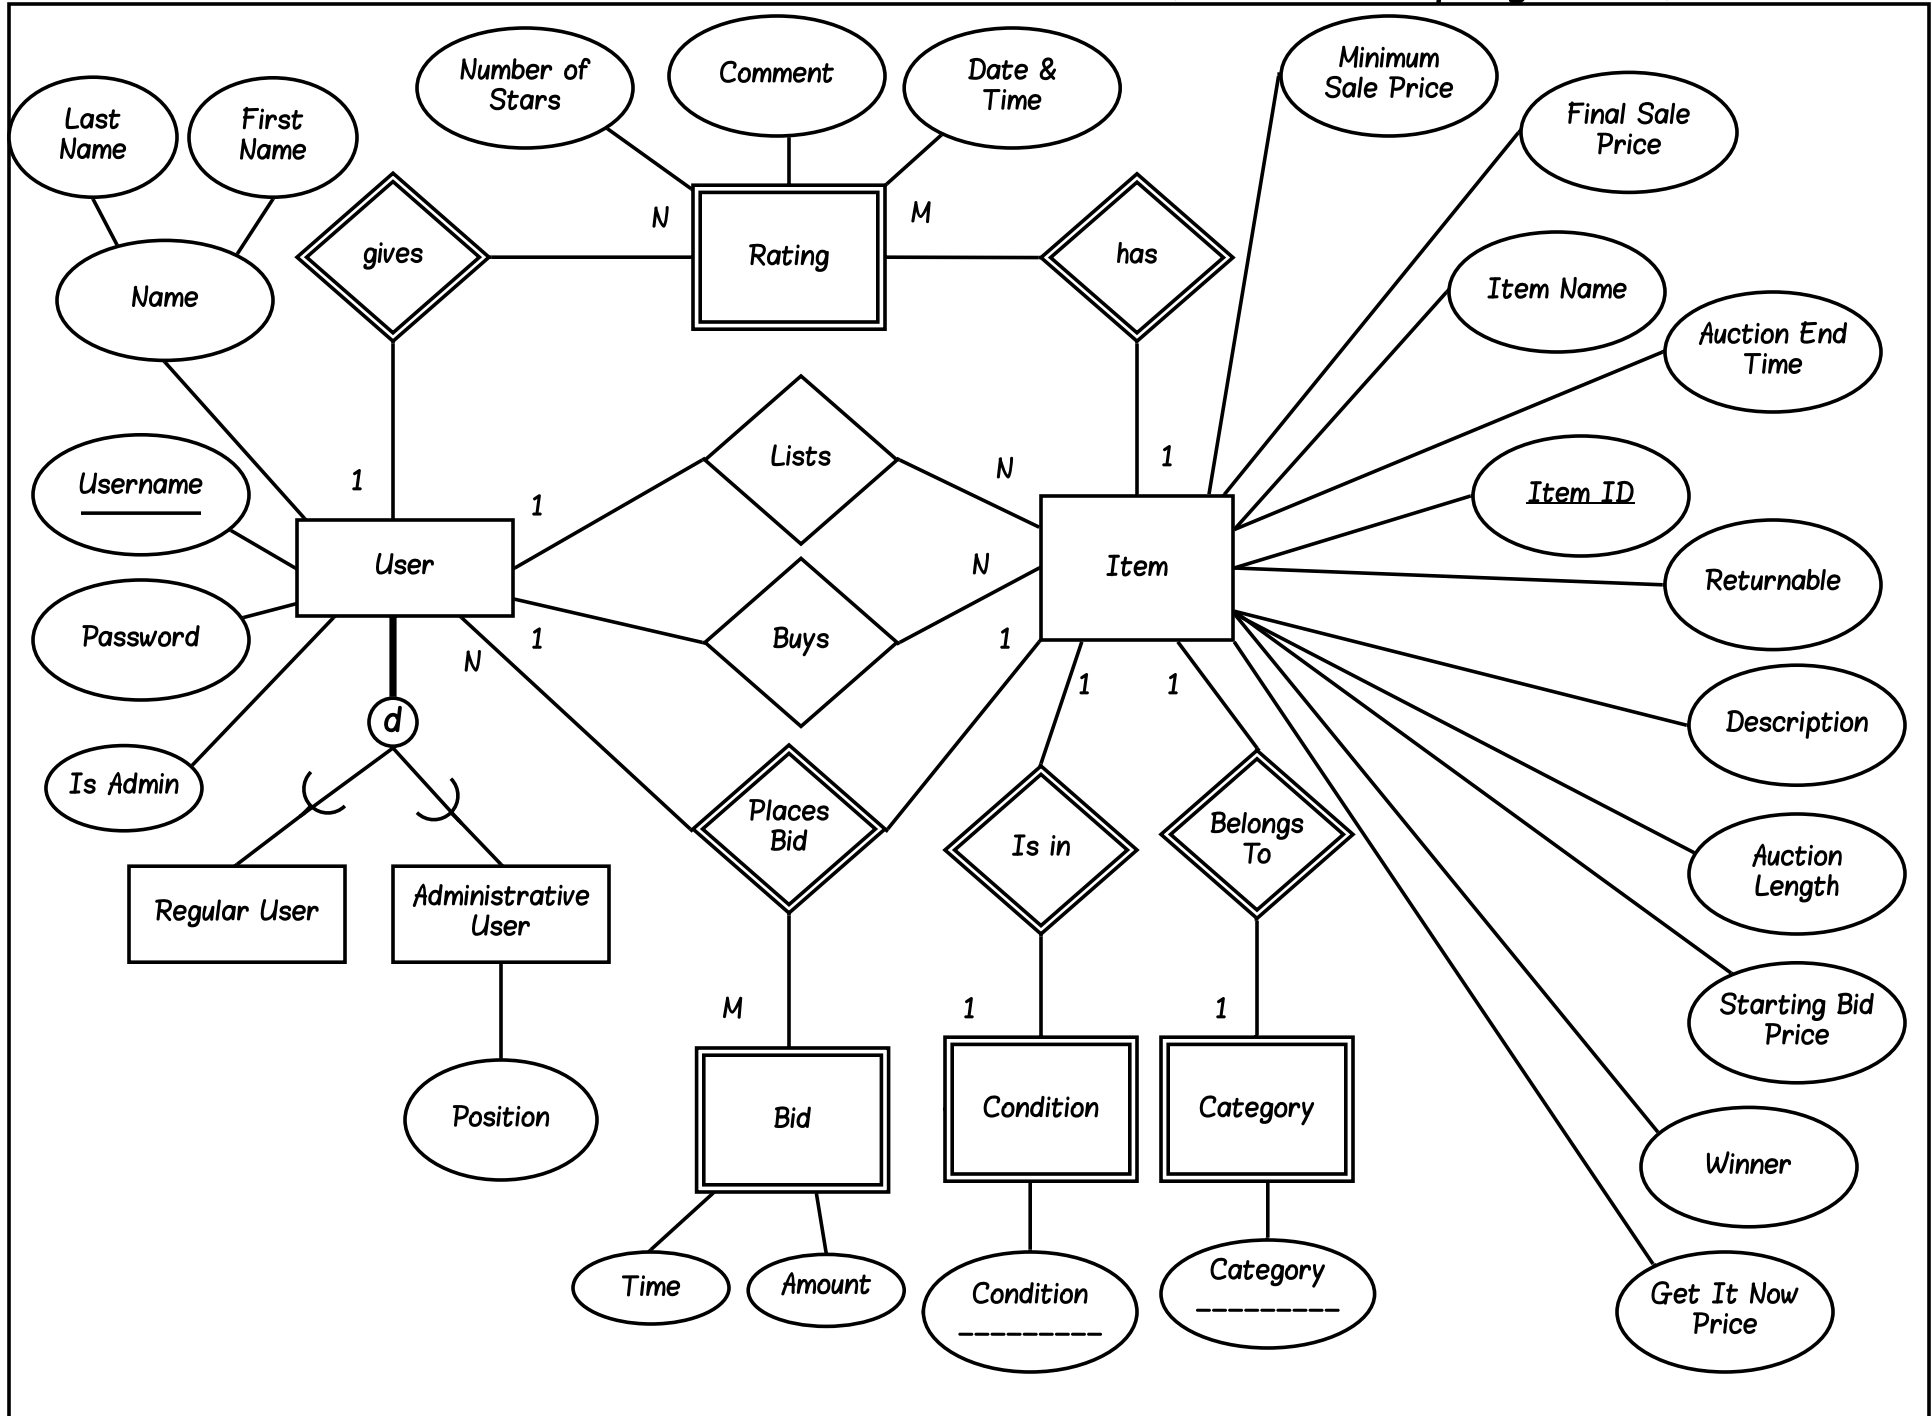 Number of
Stars
Comment
Date &
Time
Minimum
Sale Price
Final Sale
Price
Last
Name
First
Name
N
M
gives
Rating
has
Name
Item Name
Auction End
Time
1
Lists
N
1
Username
1
Item ID
User
N
Item
Returnable
Password
N
1
Buys
1
1
1
d
Description
Is Admin
Places
Bid
Is in
Belongs
To
Auction
Length
Regular User
Administrative
User
M
1
1
Starting Bid
Price
Position
Bid
Condition
Category
Winner
Time
Amount
Condition
Category
Get It Now
Price